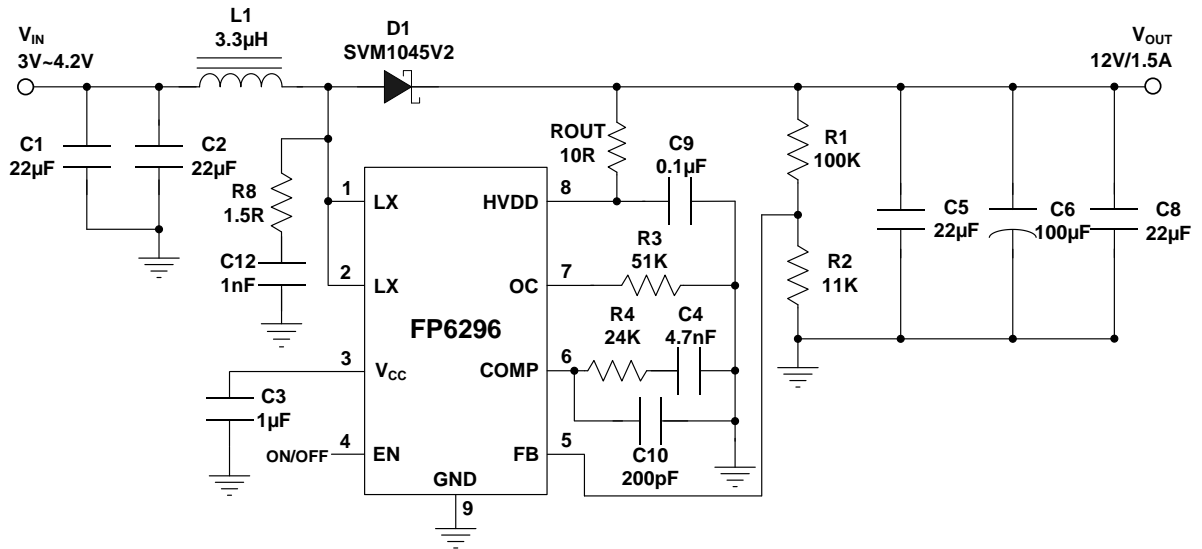 L1
3.3µH
D1
SVM1045V2
VIN
3V~4.2V
VOUT
12V/1.5A
C1
22µF
C2
22µF
R8
1.5R
C12
1nF
ROUT
10R
C9
0.1µF
R1
100K
R2
11K
C5
22µF
C6
100µF
C8
22µF
1
LX
HVDD
8
R3
51K
2
LX
OC
7
FP6296
R4
24K
C4
4.7nF
3
VCC
COMP
6
C3
1µF
C10
200pF
ON/OFF
4
EN
FB
5
GND
9